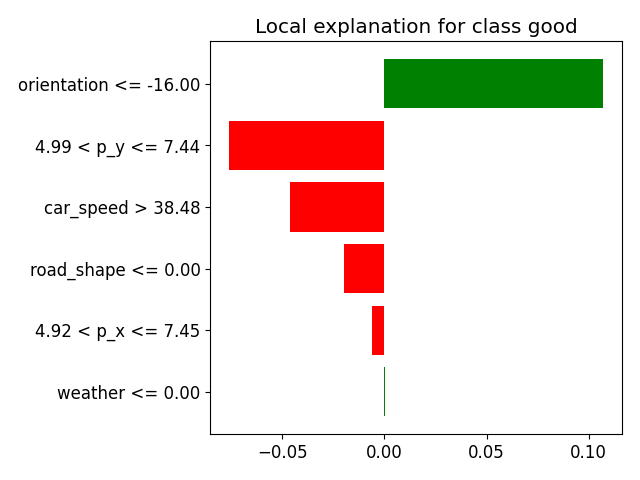 Local explanation for class good
orientation <= -16.00
4.99 < p_y <= 7.44
car_speed > 38.48
road_shape <= 0.00
4.92 < p_x <= 7.45
weather <= 0.00
−0.05 0.00 0.05 0.10